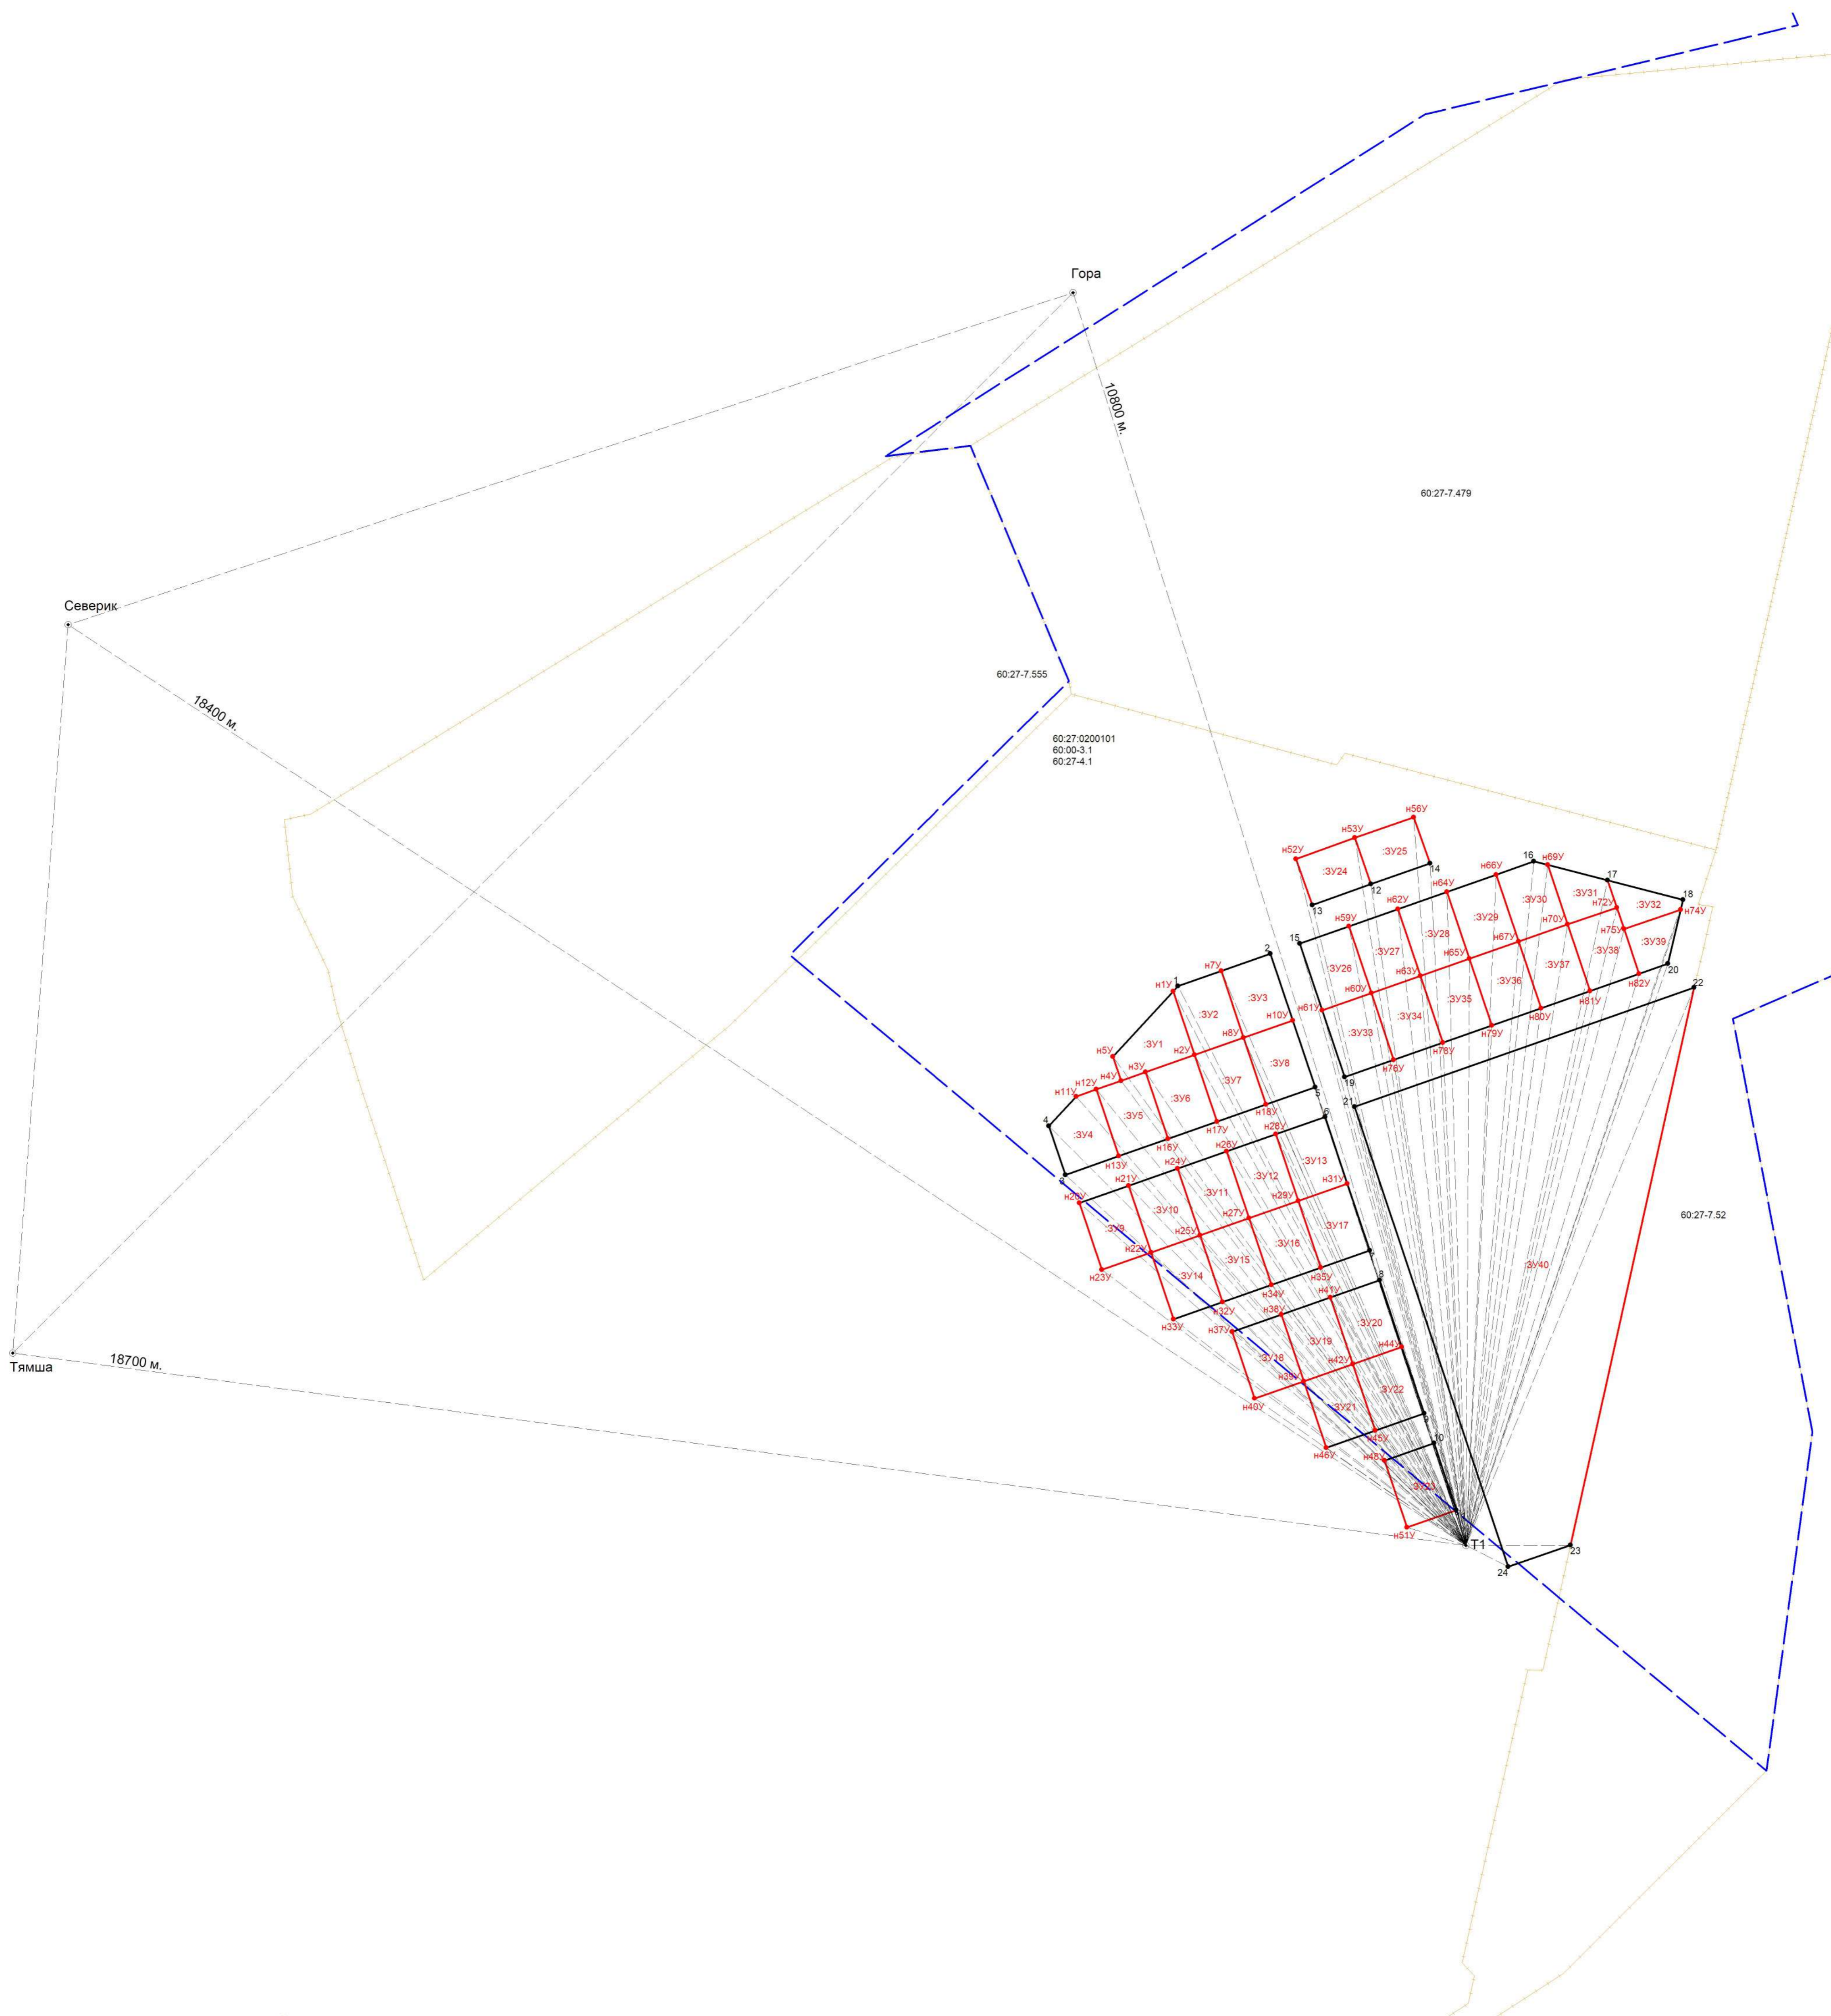 Гора
10800 м.
60:27-7.479
Северик
18400 м.
60:27-7.555
60:27:0200101
60:00-3.1
60:27-4.1
н56У
н53У
н52У
:ЗУ25
:ЗУ24
14
12
13
16
н69У
н66У
17
18
н64У
:ЗУ31
н72У
:ЗУ32
н74У
н62У
:ЗУ30
н70У
н59У
:ЗУ29
н75У
15
:ЗУ28
н67У
:ЗУ39
:ЗУ27
н65У
:ЗУ38
:ЗУ26
н63У
:ЗУ37
20
н60У
:ЗУ36
н82У
22
н61У
:ЗУ35
н81У
:ЗУ34
н80У
:ЗУ33
н79У
н78У
н76У
19
21
2
н7У
1
н1У
:ЗУ3
:ЗУ2
н10У
н8У
н5У
:ЗУ1
н2У
н3У
:ЗУ8
н4У
н12У
:ЗУ7
н11У
:ЗУ6
5
4
:ЗУ5
н18У
6
:ЗУ4
н17У
н28У
н16У
н26У
н13У
:ЗУ13
3
н24У
:ЗУ12
н31У
н21У
н20У
:ЗУ11
н29У
:ЗУ10
н27У
:ЗУ17
:ЗУ9
н25У
:ЗУ16
н22У
:ЗУ15
н23У
:ЗУ14
н35У
8
н34У
н41У
н32У
н38У
н33У
н37У
:ЗУ20
:ЗУ19
н44У
:ЗУ18
н42У
н39У
:ЗУ22
н40У
:ЗУ21
9
н45У
10
н46У
н48У
:ЗУ23
н51У
Т1
23
24
:ЗУ40
60:27-7.52
Тямша
18700 м.